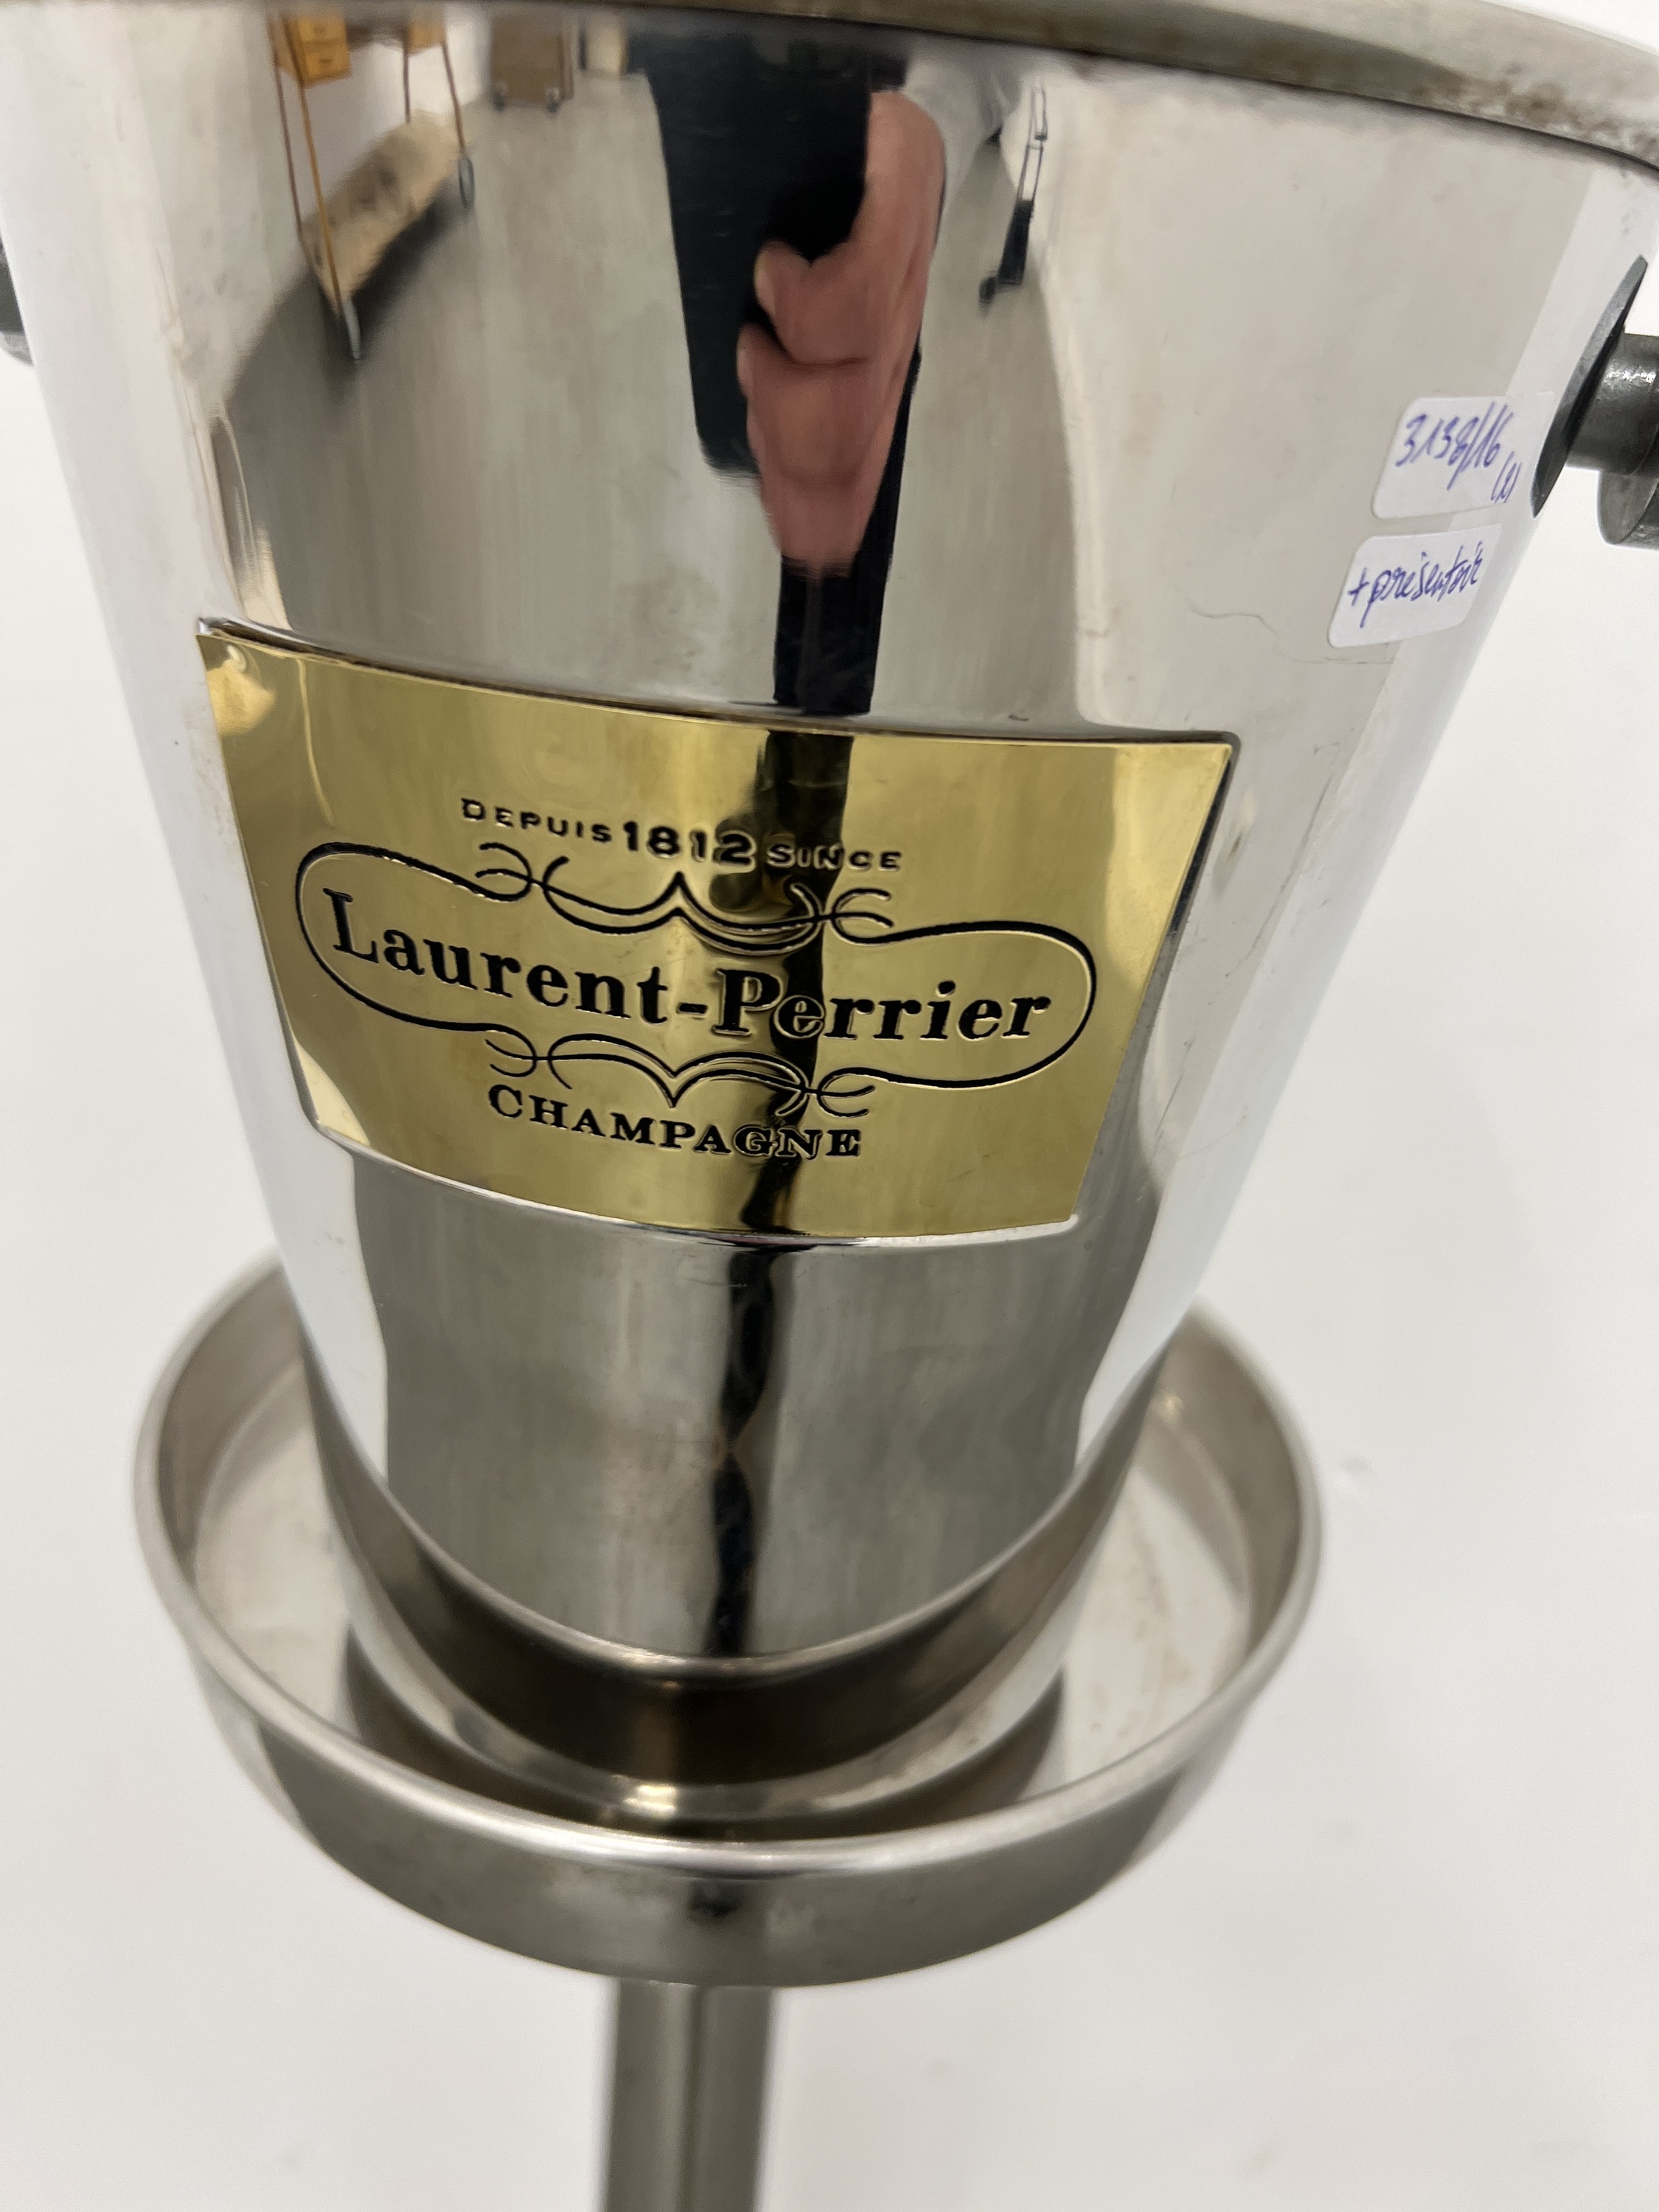 3138/16
+ présentoir
DEPUIS 1812 SINCE
Laurent-Perrier
CHAMPAGNE